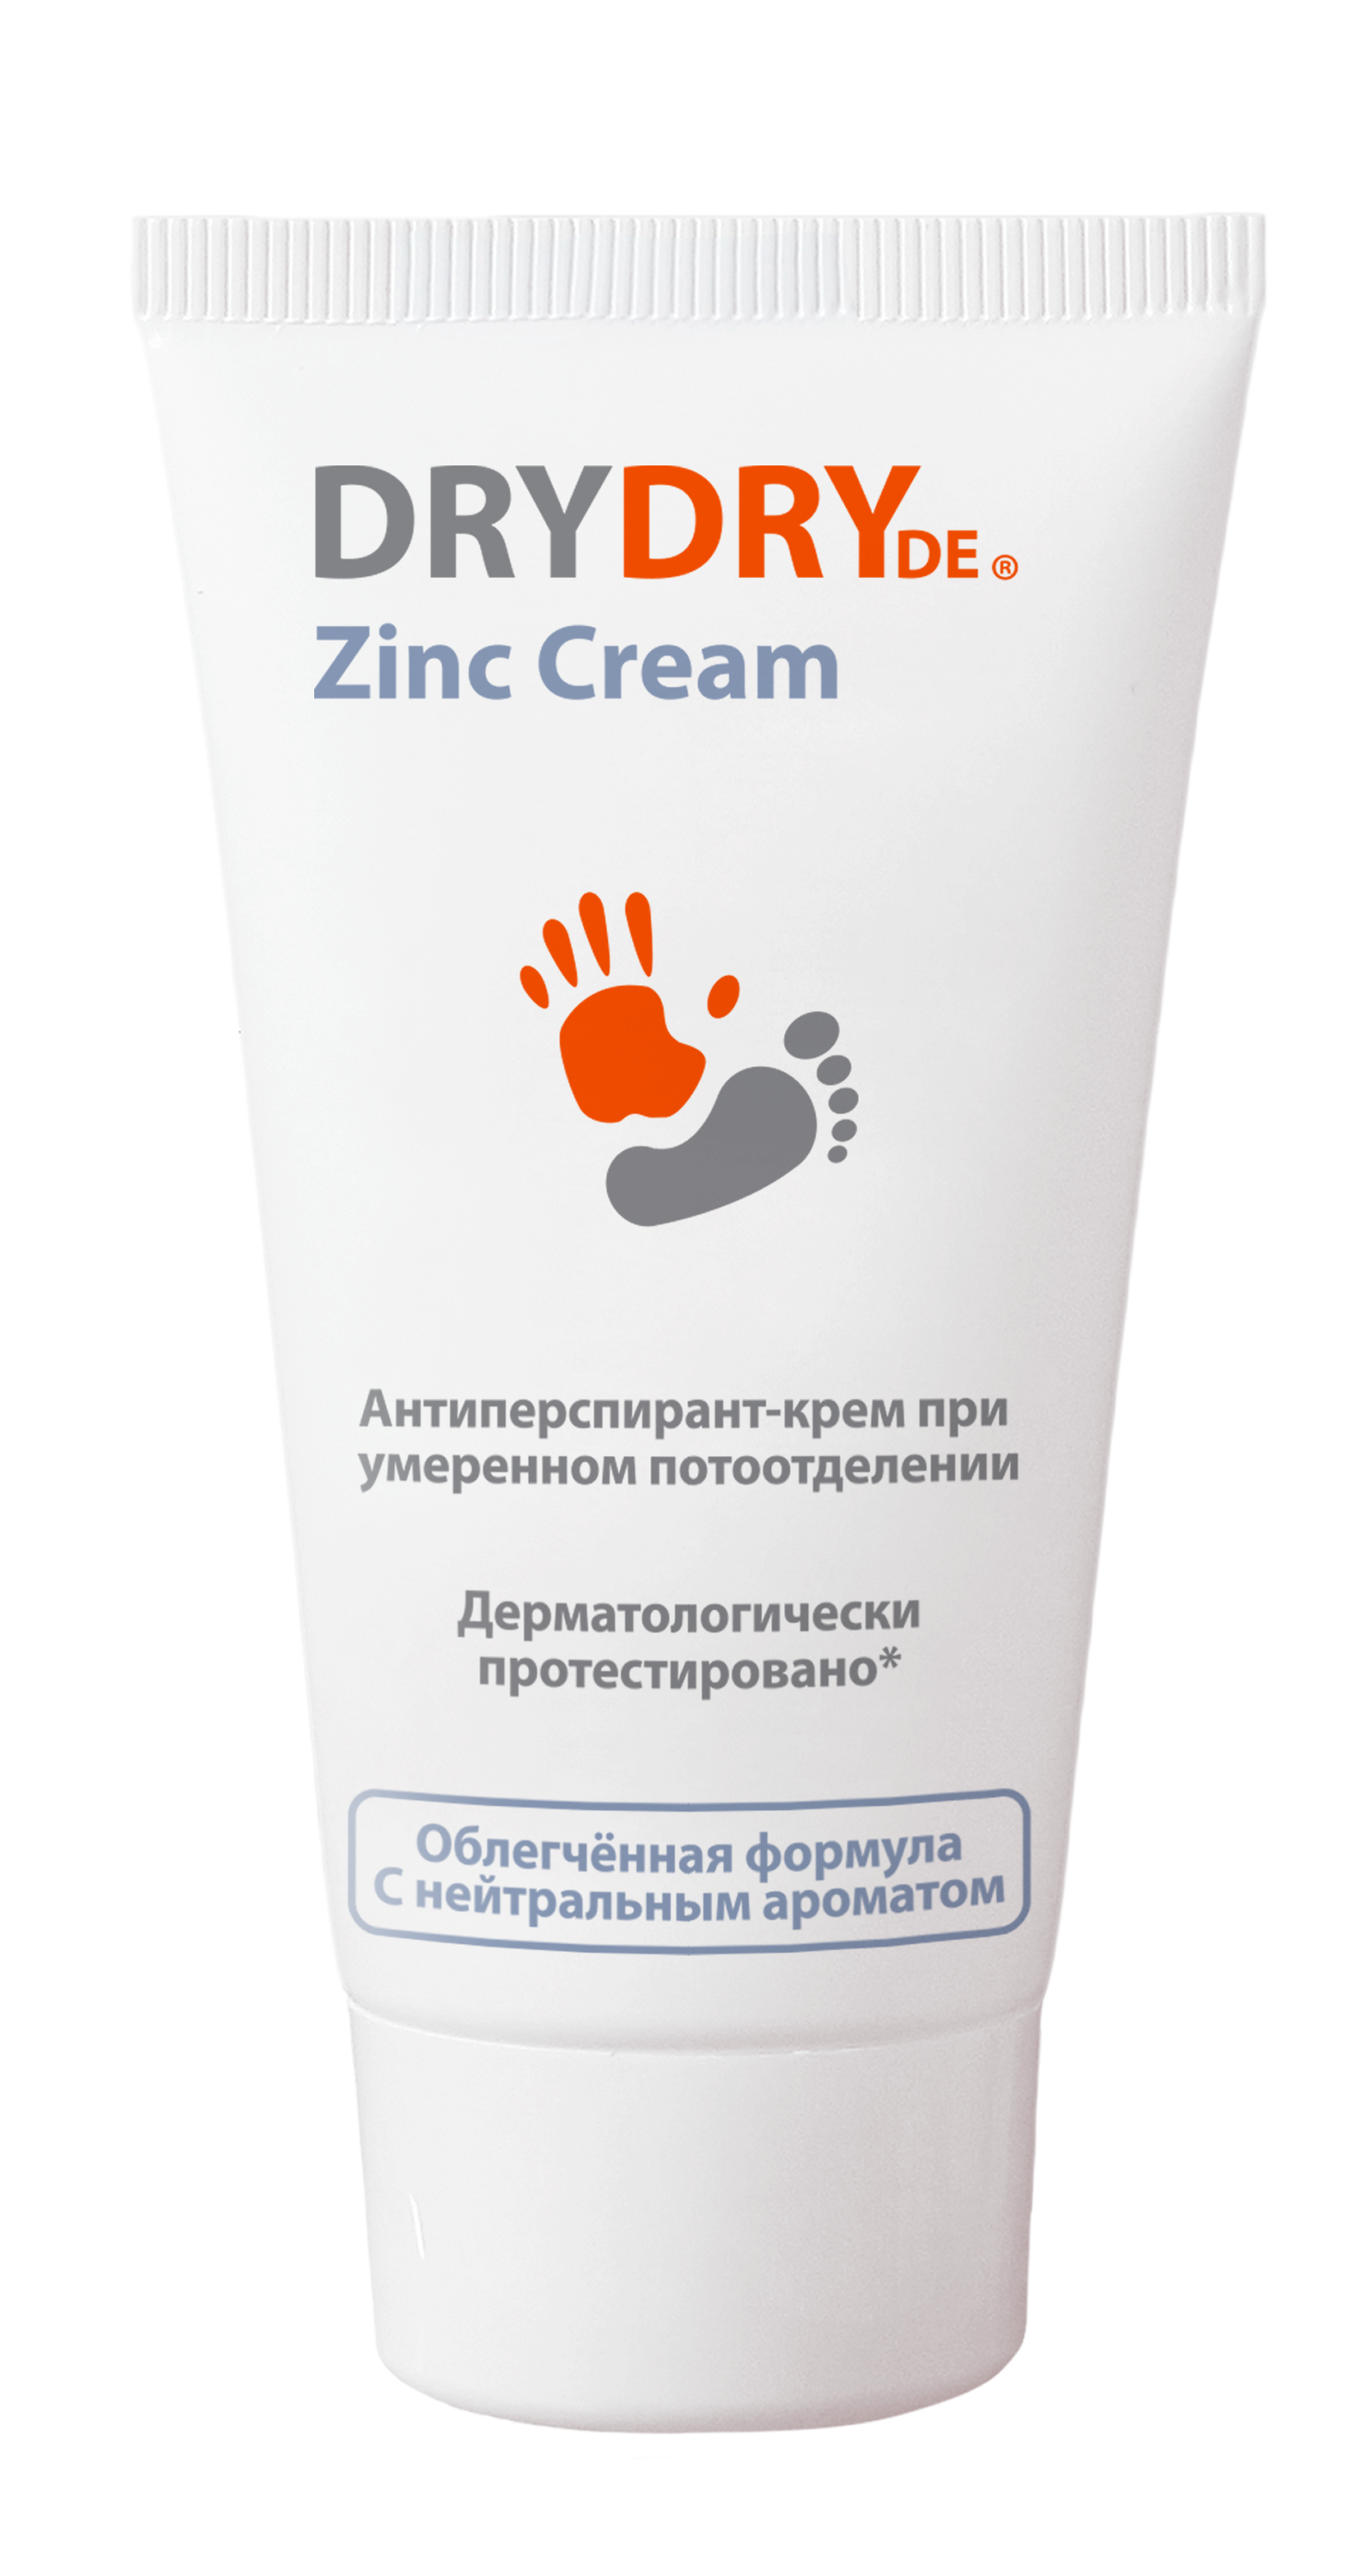 DRYDRYDE®
Zinc Cream
Антиперспирант-крем при
умеренном потоотделении
Дерматологически
протестировано*
Облегчённая формула
С нейтральным ароматом